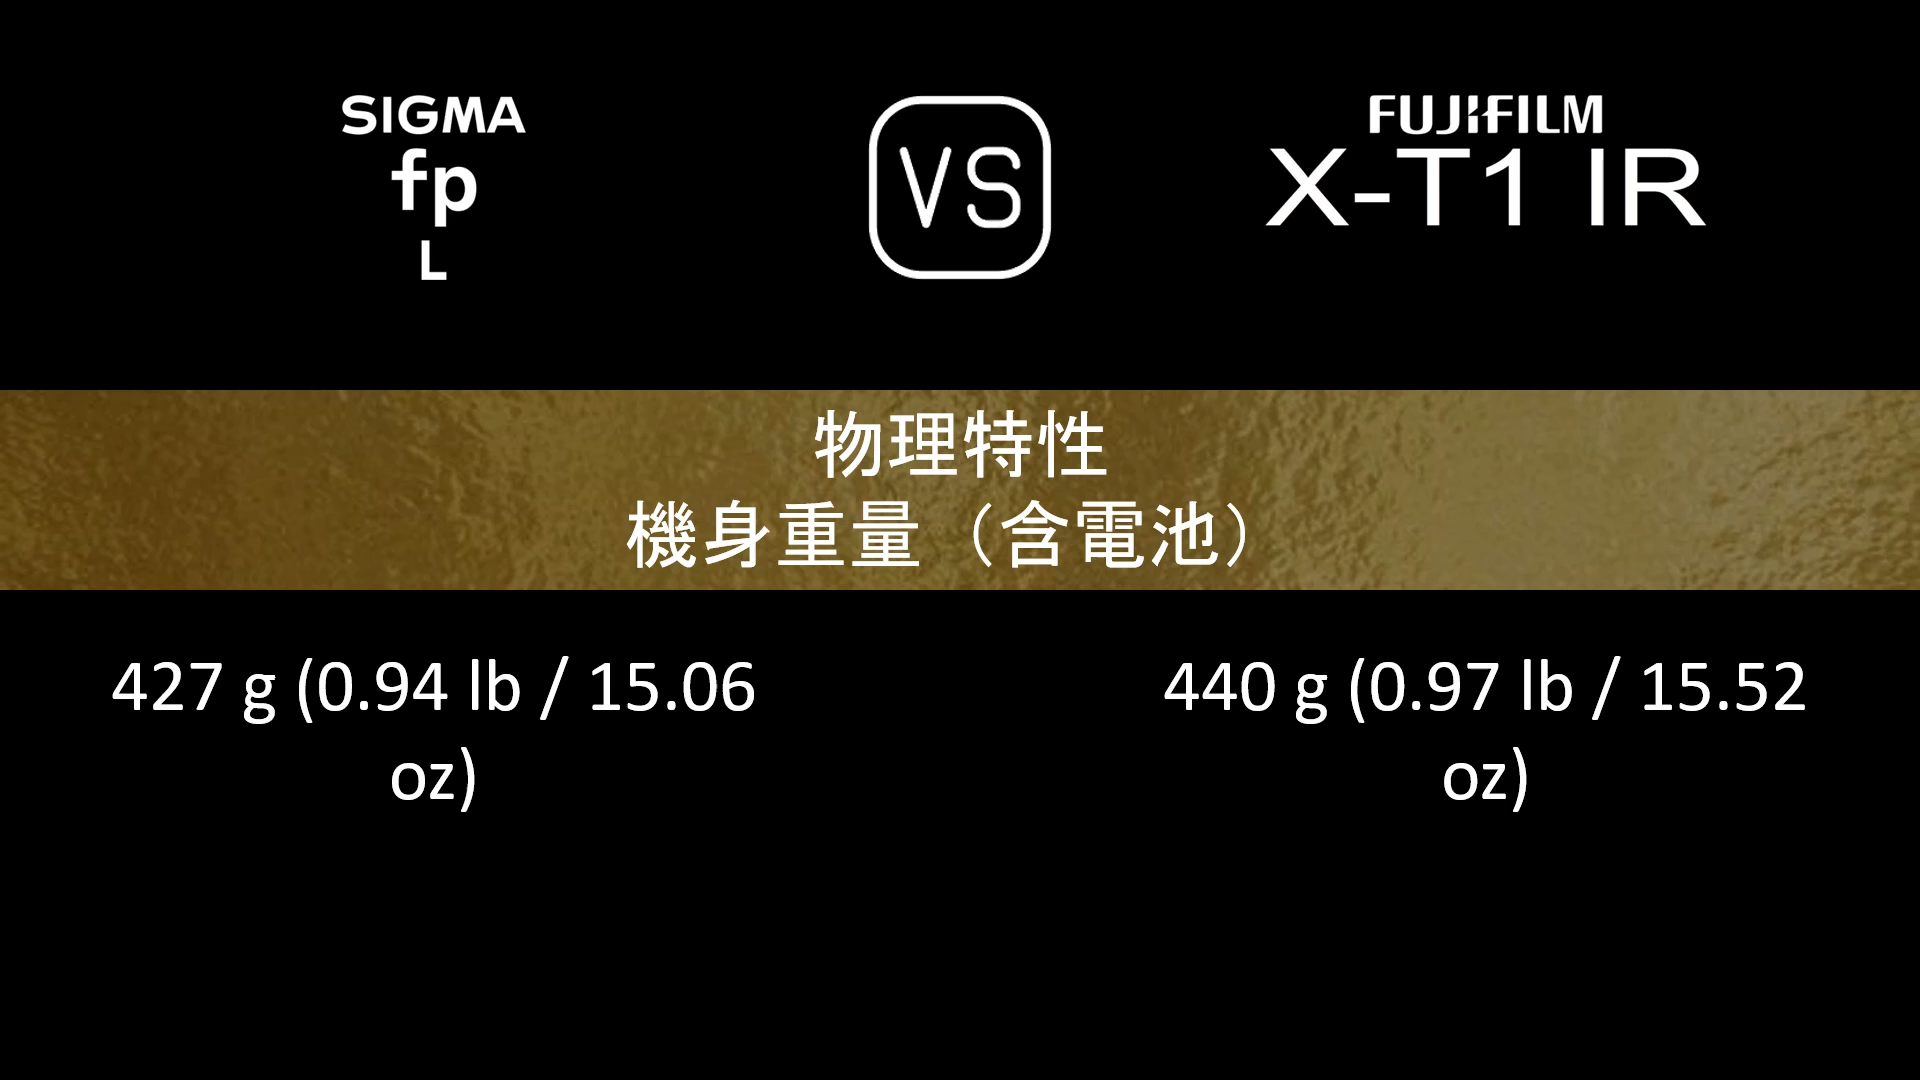 SIGMA
fp
L
VS
FUJIFILM
X-T1 IR
物理特性
機身重量（含電池）
427 g (0.94 lb / 15.06
oz)
440 g (0.97 lb / 15.52
oz)